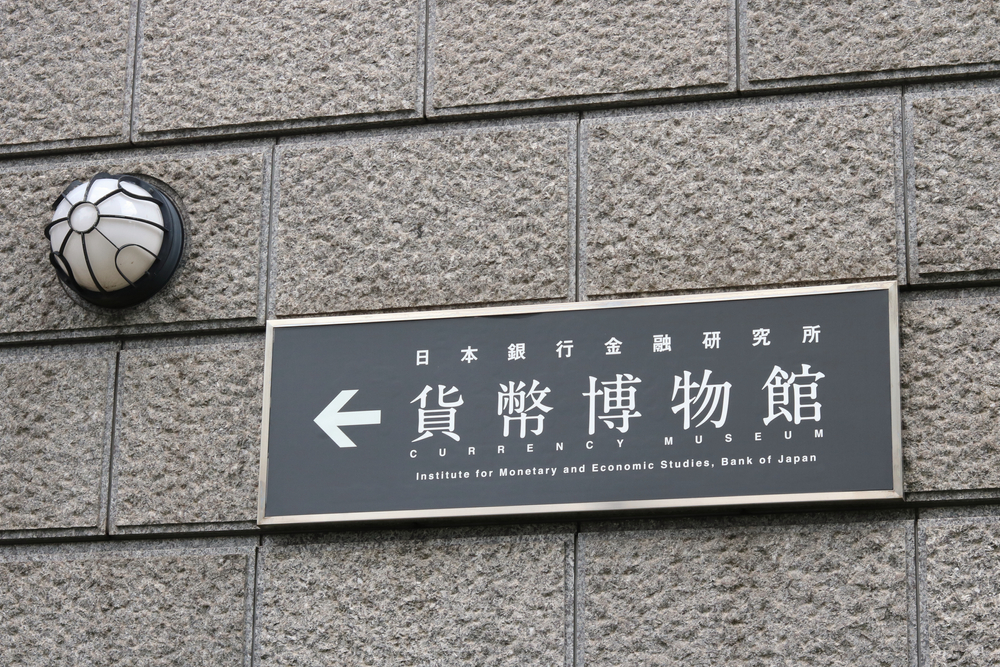 日本銀行金融研究所
貨幣博物館
CURRENCY MUSEUM
Institute for Monetary and Economic Studies, Bank of Japan